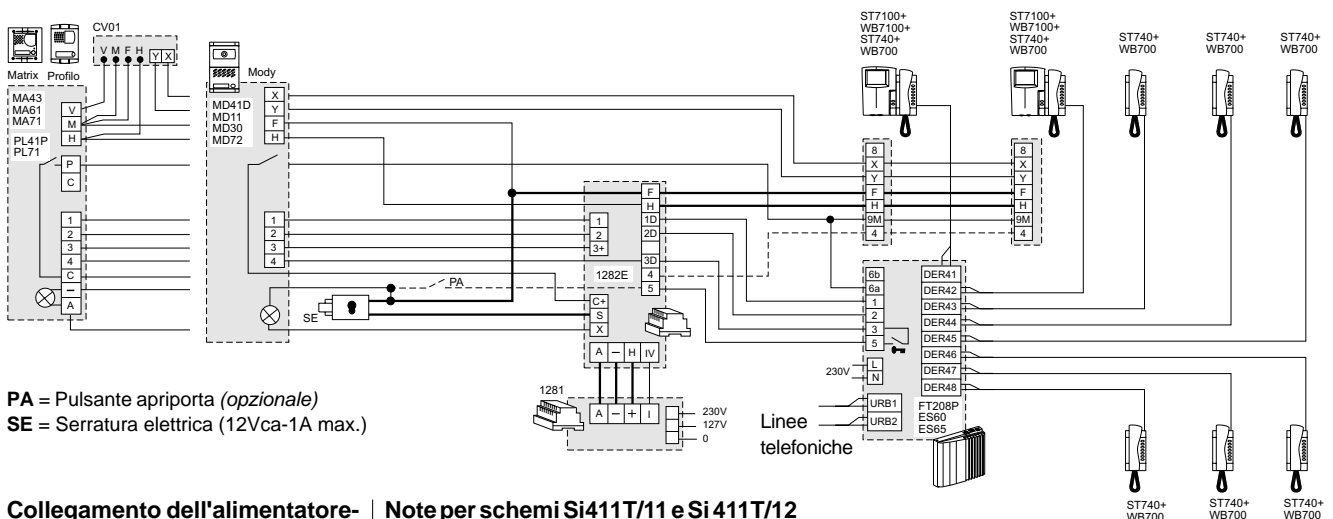 CV01
V M F H Y X
Matrix Profilo
MA43
MA61
MA71
PL41P
PL71
V
M
H
P
C
1
2
3
4
C
–
A
Mody
MD41D
MD11
MD30
MD72
X
Y
F
H
1
2
3
4
PA
SE
1
2
3+
1282E
C+
S
X
F
H
1D
2D
3D
4
5
A – H IV
1281
A – + I
230V
127V
0
ST7100+
WB7100+
ST740+
WB700
ST7100+
WB7100+
ST740+
WB700
ST740+
WB700
ST740+
WB700
ST740+
WB700
8
X
Y
F
H
9M
4
8
X
Y
F
H
9M
4
6b
6a
1
2
3
5
230V
L
N
URB1
URB2
DER41
DER42
DER43
DER44
DER45
DER46
DER47
DER48
FT208P
ES60
ES65
Linee
telefoniche
ST740+
WB700
ST740+
WB700
ST740+
WB700
PA = Pulsante apriporta (opzionale)
SE = Serratura elettrica (12Vca-1A max.)
Collegamento dell'alimentatore-
Note per schemi Si411T/11 e Si 411T/12